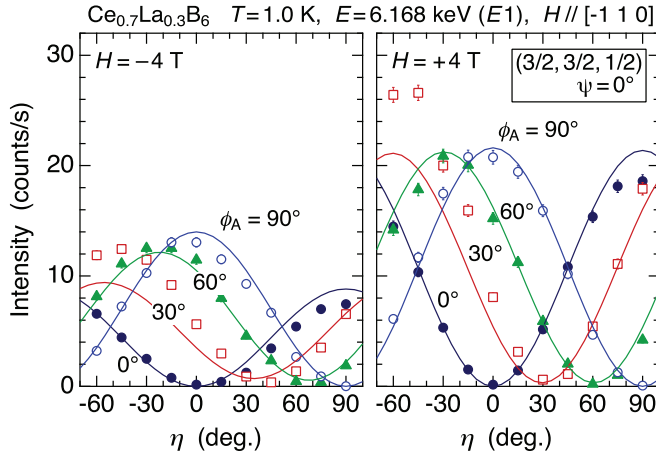 Ce0.7La0.3B6 T = 1.0 K, E = 6.168 keV (E1), H // [-1 1 0]
Intensity (counts/s)
30
20
10
0
H = −4 T
ϕA = 90°
60°
30°
0°
-60 -30 0 30 60 90
η (deg.)
H = +4 T
(3/2, 3/2, 1/2)
ψ = 0°
ϕA = 90°
60°
30°
0°
-60 -30 0 30 60 90
η (deg.)